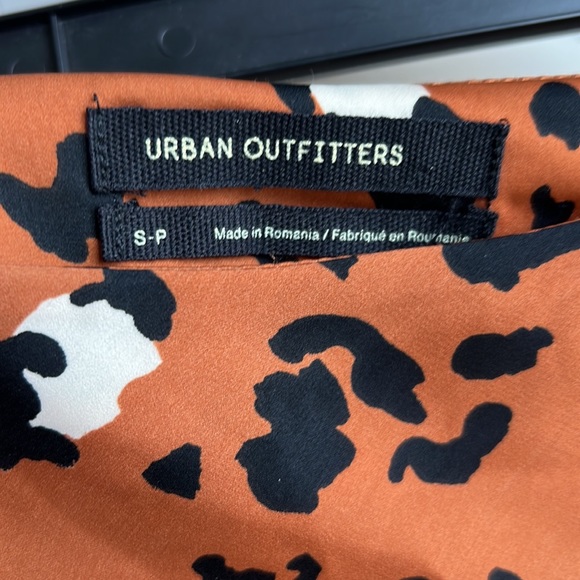 URBAN OUTFITTERS
S-P Made in Romania / Fabriqué en Roumanie